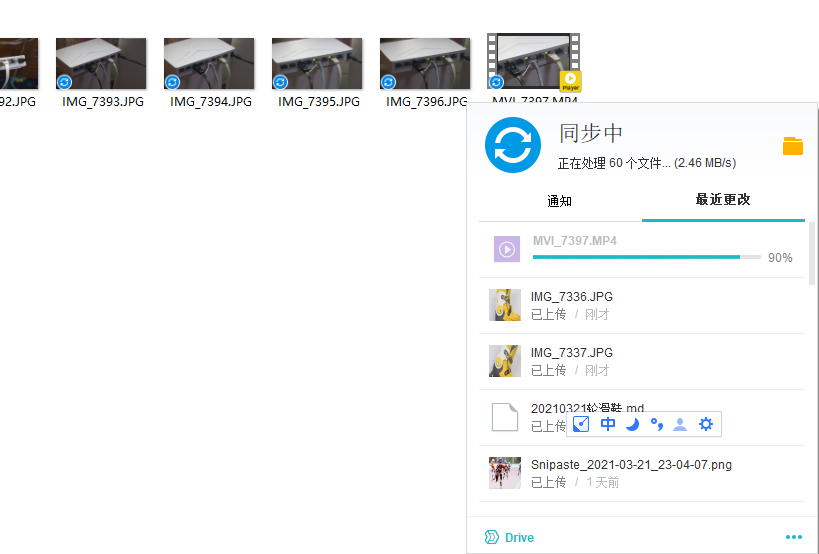 92.JPG
IMG_7393.JPG
IMG_7394.JPG
IMG_7395.JPG
IMG_7396.JPG
Player
MVI_7397.MP4
同步中
正在处理 60 个文件... (2.46 MB/s)
通知
最近更改
MVI_7397.MP4
90%
IMG_7336.JPG
已上传 / 刚才
IMG_7337.JPG
已上传 / 刚才
20210321轮滑鞋.md
已上传
中
Snipaste_2021-03-21_23-04-07.png
已上传 / 1 天前
Drive